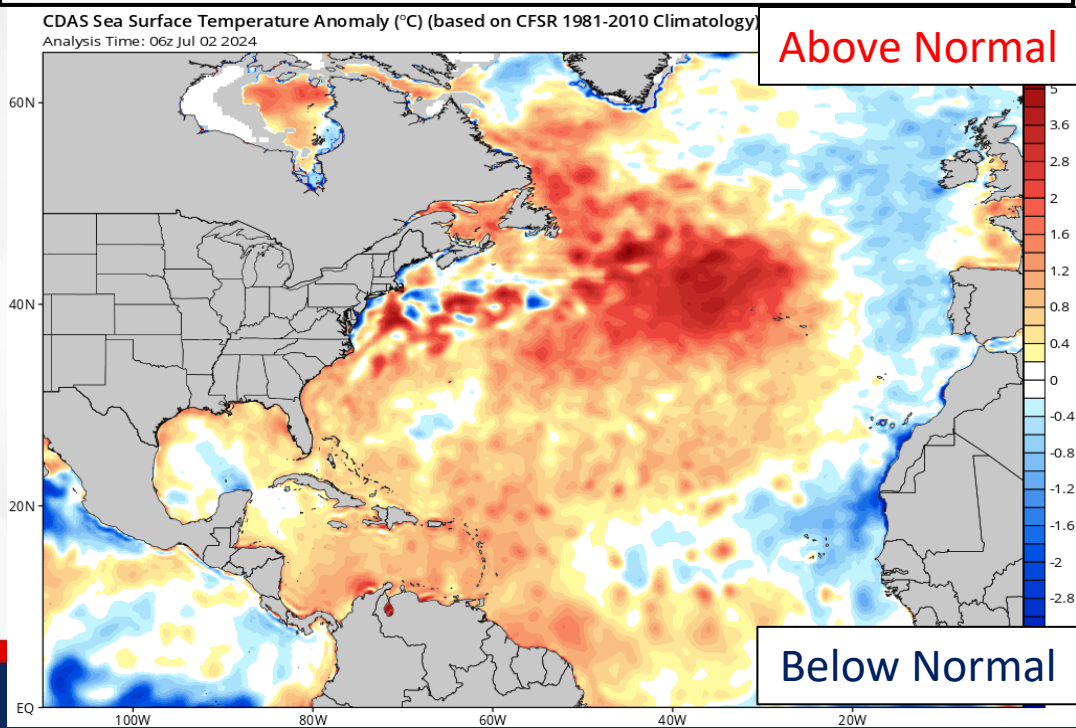 CDAS Sea Surface Temperature Anomaly (°C) (based on CFSR 1981-2010 Climatology)
Analysis Time: 06z Jul 02 2024
Above Normal
60N
40N
20N
EQ
100W
80W
60W
40W
20W
5
3.6
2.8
2
1.6
1.2
0.8
0.4
0
-0.4
-0.8
-1.2
-1.6
-2
-2.8
Below Normal